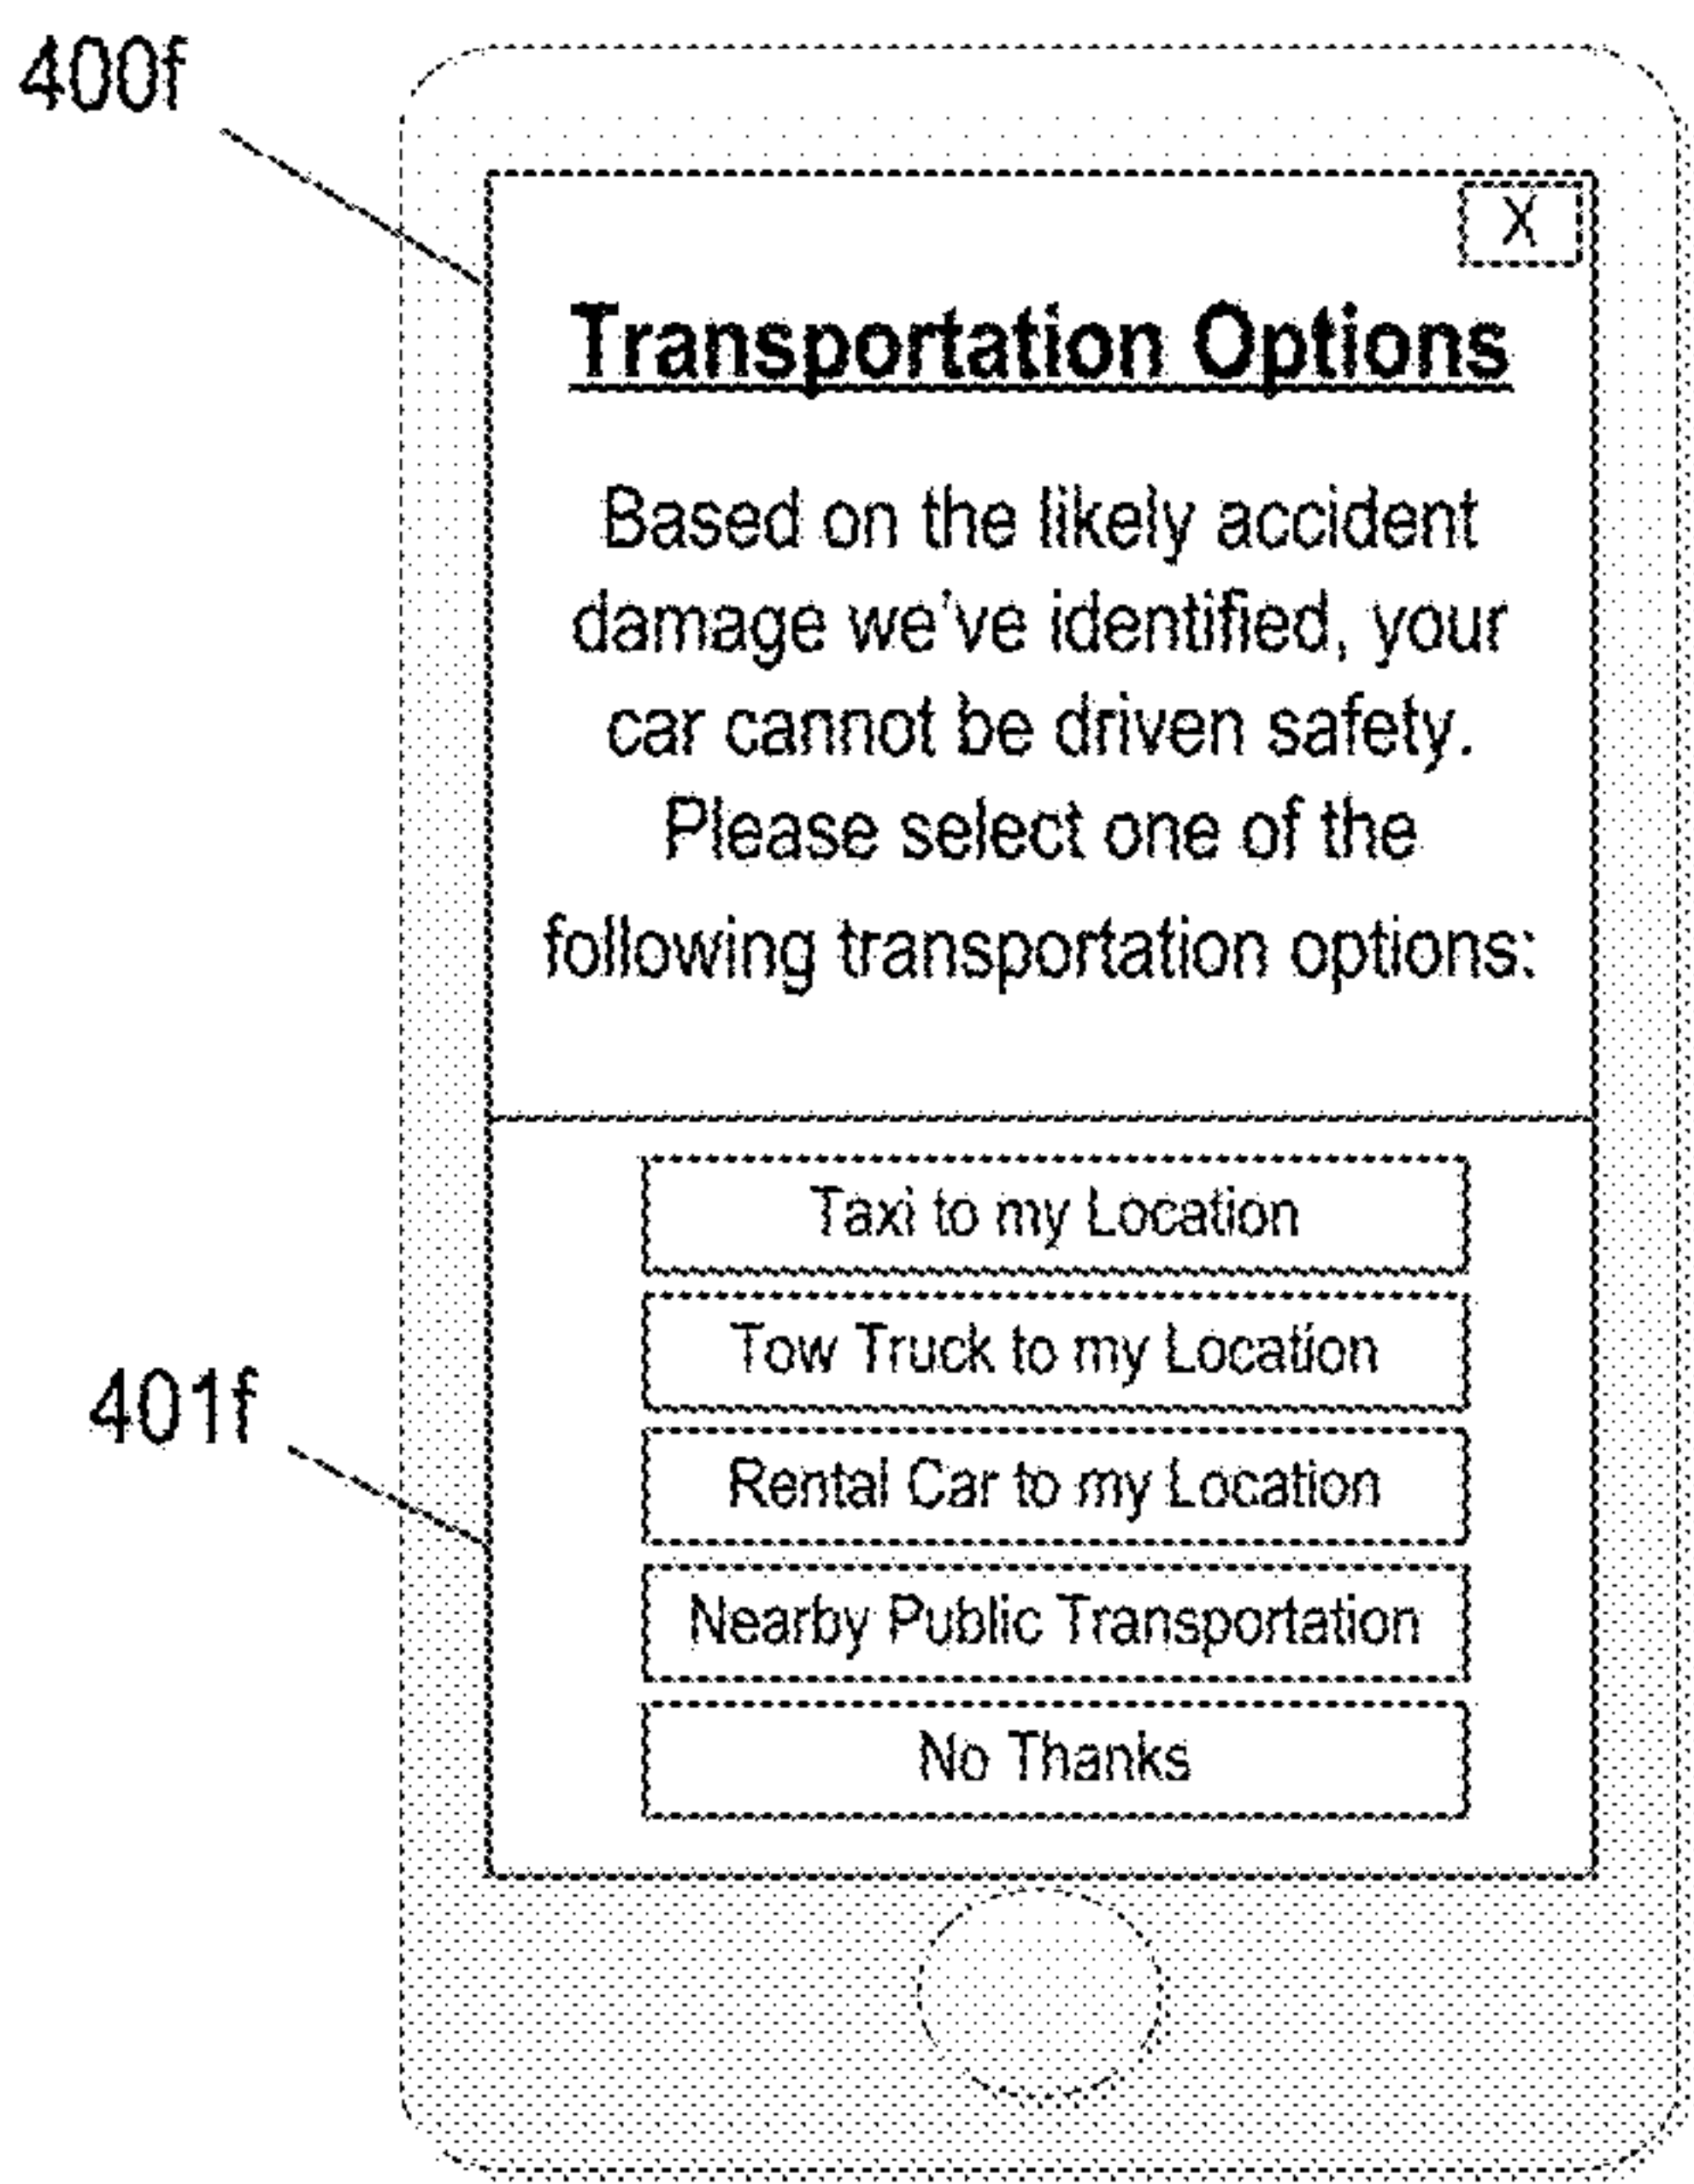 400f
X
Transportation Options
Based on the likely accident
damage we've identified, your
car cannot be driven safety.
Please select one of the
following transportation options:
Taxi to my Location
Tow Truck to my Location
401f
Rental Car to my Location
Nearby Public Transportation
No Thanks